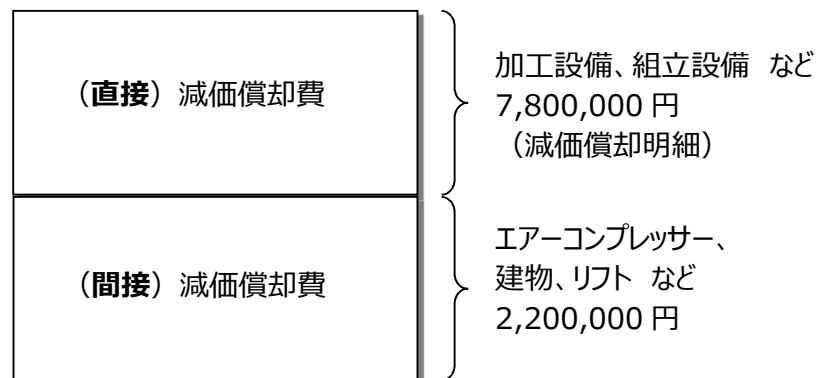 （直接）減価償却費
加工設備、組立設備　など
7,800,000 円
（減価償却明細）
（間接）減価償却費
エアーコンプレッサー、
建物、リフト　など
2,200,000 円